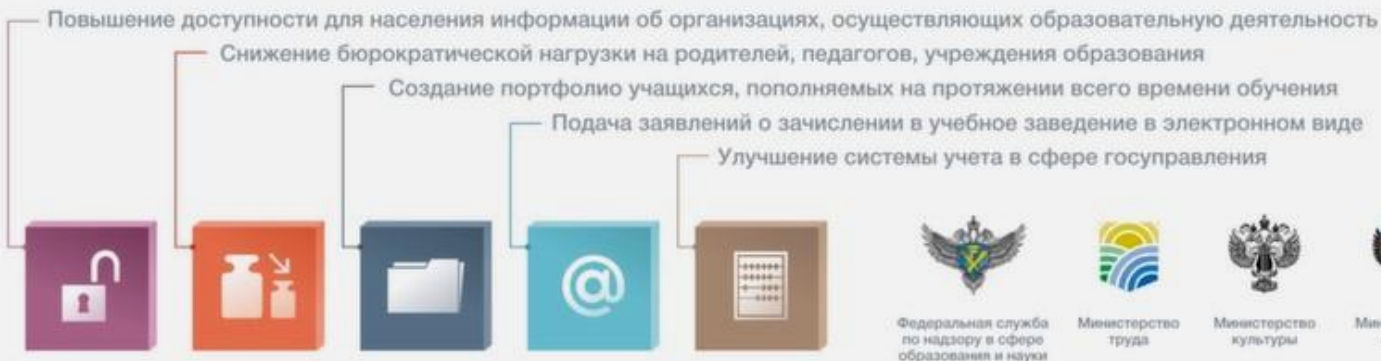 Повышение доступности для населения информации об организациях, осуществляющих образовательную деятельность
Снижение бюрократической нагрузки на родителей, педагогов, учреждения образования
Создание портфолио учащихся, пополняемых на протяжении всего времени обучения
Подача заявлений о зачислении в учебное заведение в электронном виде
Улучшение системы учета в сфере госуправления
@
Федеральная служба
по надзору в сфере
образования и науки
Министерство
труда
Министерство
культуры